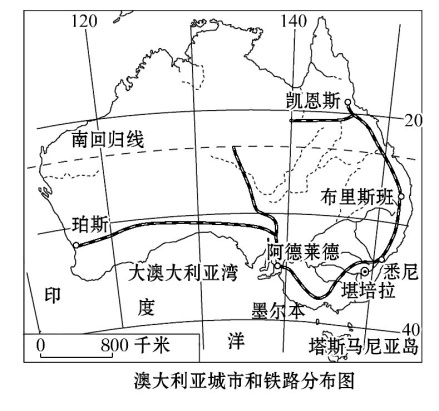 120
140
凯恩斯
20
南回归线
布里斯班
珀斯
阿德莱德
大澳大利亚湾
悉尼
堪培拉
印
度
墨尔本
洋
40
0
800 千米
塔斯马尼亚岛
澳大利亚城市和铁路分布图